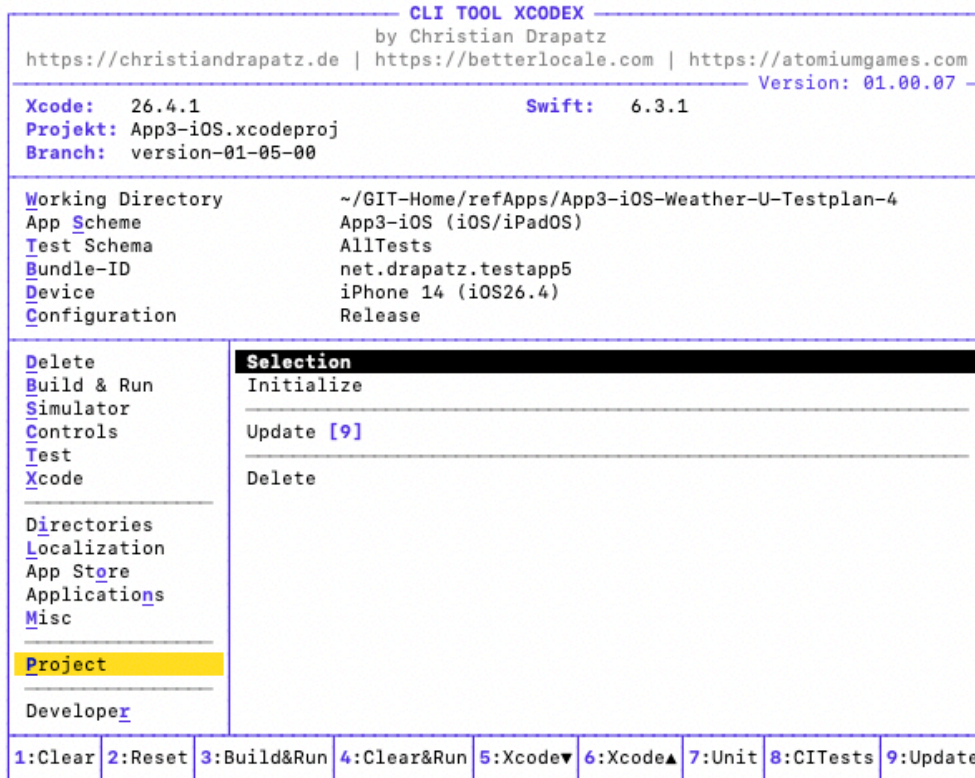 CLI TOOL XCODEX
by Christian Drapatz
https://christiandrapatz.de | https://betterlocale.com | https://atomiumgames.com
Version: 01.00.07
Xcode: 26.4.1 Swift: 6.3.1
Projekt: App3-iOS.xcodeproj
Branch: version-01-05-00
Working Directory ~/GIT-Home/refApps/App3-iOS-Weather-U-Testplan-4
App Scheme App3-iOS (iOS/iPadOS)
Test Schema AllTests
Bundle-ID net.drapatz.testapp5
Device iPhone 14 (iOS26.4)
Configuration Release
Delete
Build & Run
Simulator
Controls
Test
Xcode
Directories
Localization
App Store
Applications
Misc
Project
Developer
Selection
Initialize
Update [9]
Delete
1:Clear 2:Reset 3:Build&Run 4:Clear&Run 5:Xcode▼ 6:Xcode▲ 7:Unit 8:CITests 9:Update